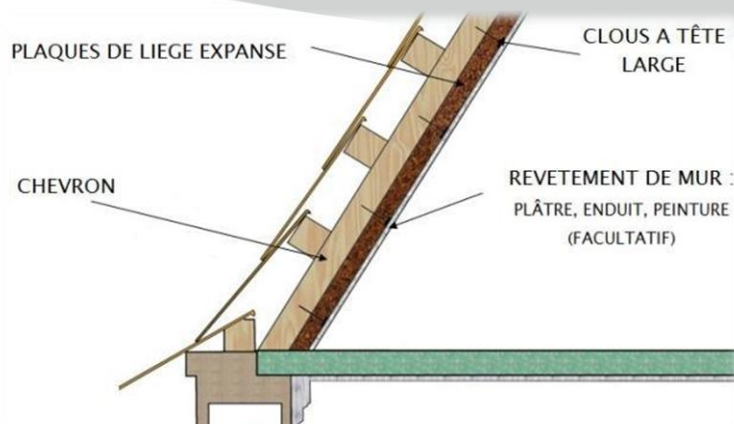 PLAQUES DE LIEGE EXPANSE
CLOUS A TÊTE
LARGE
CHEVRON
REVETEMENT DE MUR :
PLÂTRE, ENDUIT, PEINTURE
(FACULTATIF)